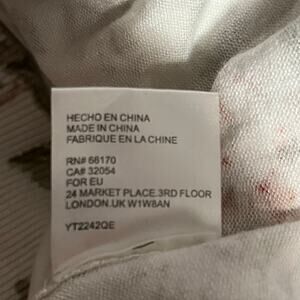 HECHO EN CHINA
MADE IN CHINA
FABRIQUE EN LA CHINE
RN# 66170
CA# 32054
FOR EU
24 MARKET PLACE.3RD FLOOR
LONDON.UK W1W8AN
YT2242QE